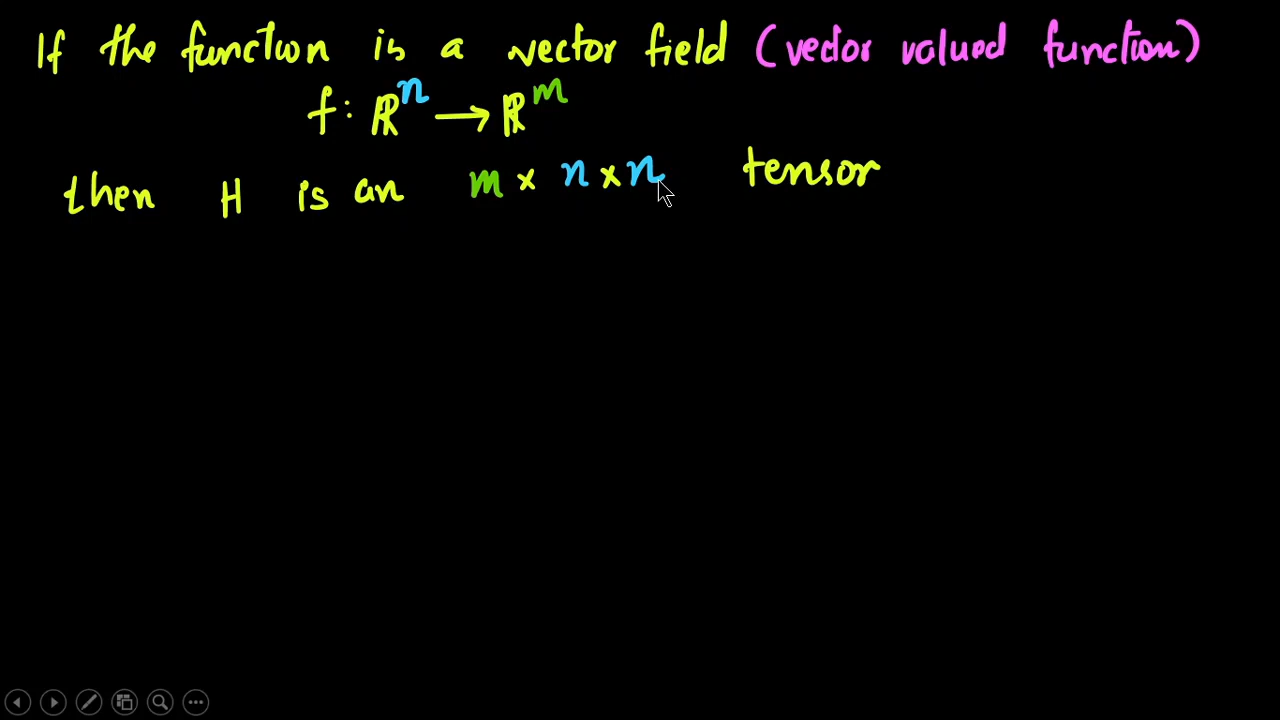 If the function is a vector field (vector valued function)
f: ℝⁿ → ℝᵐ
then H is an m × n × n tensor